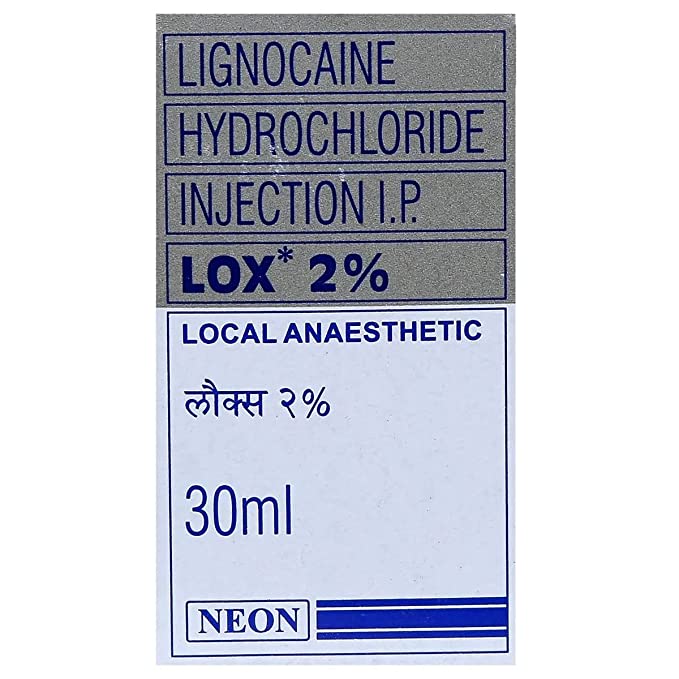 LIGNOCAINE
HYDROCHLORIDE
INJECTION I.P.
LOX* 2%
LOCAL ANAESTHETIC
लौक्स २%
30ml
NEON